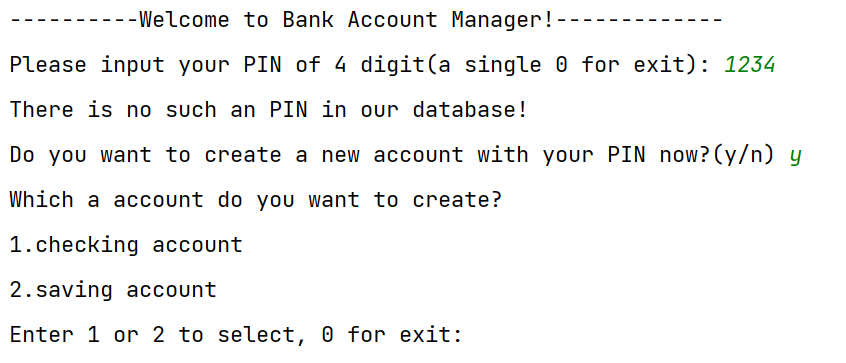 ----------Welcome to Bank Account Manager!-------------
Please input your PIN of 4 digit(a single 0 for exit): 1234
There is no such an PIN in our database!
Do you want to create a new account with your PIN now?(y/n) y
Which a account do you want to create?
1.checking account
2.saving account
Enter 1 or 2 to select, 0 for exit: